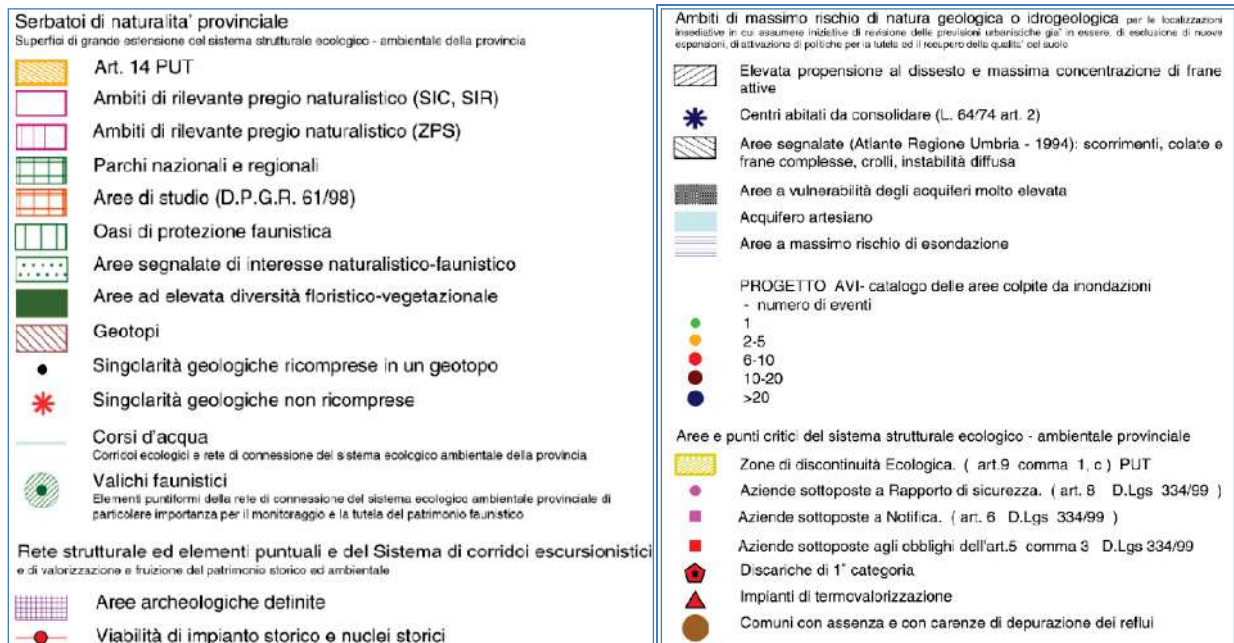 Serbatoi di naturalita' provinciale
Superfici di grande estensione del sistema strutturale ecologico - ambientale della provincia
Art. 14 PUT
Ambiti di rilevante pregio naturalistico (SIC, SIR)
Ambiti di rilevante pregio naturalistico (ZPS)
Parchi nazionali e regionali
Aree di studio (D.P.G.R. 61/98)
Oasi di protezione faunistica
Aree segnalate di interesse naturalistico-faunistico
Aree ad elevata diversità floristico-vegetazionale
Geotopi
Singolarità geologiche ricomprese in un geotopo
Singolarità geologiche non ricomprese
Corsi d'acqua
Corridoi ecologici e rete di connessione del sistema ecologico ambientale della provincia
Valichi faunistici
Elementi puntiformi della rete di connessione del sistema ecologico ambientale provinciale di
particolare importanza per il monitoraggio e la tutela del patrimonio faunistico
Rete strutturale ed elementi puntuali e del Sistema di corridoi escursionistici
e di valorizzazione e fruizione del patrimonio storico ed ambientale
Aree archeologiche definite
Viabilità di impianto storico e nuclei storici
Ambiti di massimo rischio di natura geologica o idrogeologica per le localizzazioni
insediative in cui assumere iniziative di revisione delle previsioni urbanistiche gia' in essere, di esclusione di nuove
espansioni, di attivazione di politiche per la tutela ed il recupero della qualita' del suolo
Elevata propensione al dissesto e massima concentrazione di frane
attive
Centri abitati da consolidare (L. 64/74 art. 2)
Aree segnalate (Atlante Regione Umbria - 1994): scorrimenti, colate e
frane complesse, crolli, instabilità diffusa
Aree a vulnerabilità degli acquiferi molto elevata
Acquifero artesiano
Aree a massimo rischio di esondazione
PROGETTO AVI- catalogo delle aree colpite da inondazioni
- numero di eventi
1
2-5
6-10
10-20
>20
Aree e punti critici del sistema strutturale ecologico - ambientale provinciale
Zone di discontinuità Ecologica. ( art.9 comma 1, c ) PUT
Aziende sottoposte a Rapporto di sicurezza. ( art. 8 D.Lgs 334/99 )
Aziende sottoposte a Notifica. ( art. 6 D.Lgs 334/99 )
Aziende sottoposte agli obblighi dell'art.5 comma 3 D.Lgs 334/99
Discariche di 1° categoria
Impianti di termovalorizzazione
Comuni con assenza e con carenze di depurazione dei reflui